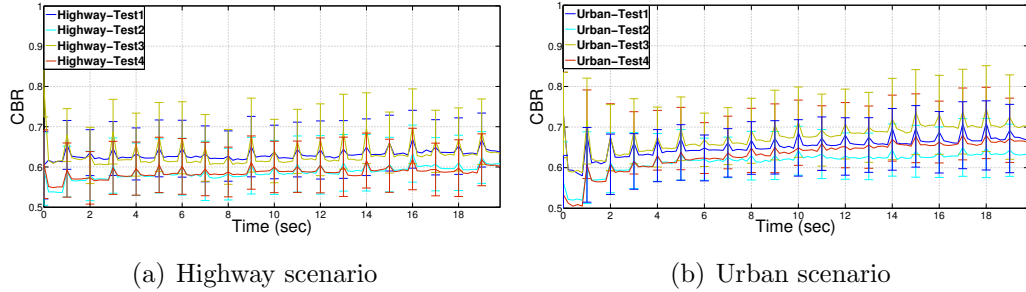 Highway−Test1
Highway−Test2
Highway−Test3
Highway−Test4
CBR
1
0.9
0.8
0.7
0.6
0.5
0 2 4 6 8 10 12 14 16 18
Time (sec)
(a) Highway scenario
Urban−Test1
Urban−Test2
Urban−Test3
Urban−Test4
CBR
1
0.9
0.8
0.7
0.6
0.5
0 2 4 6 8 10 12 14 16 18
Time (sec)
(b) Urban scenario